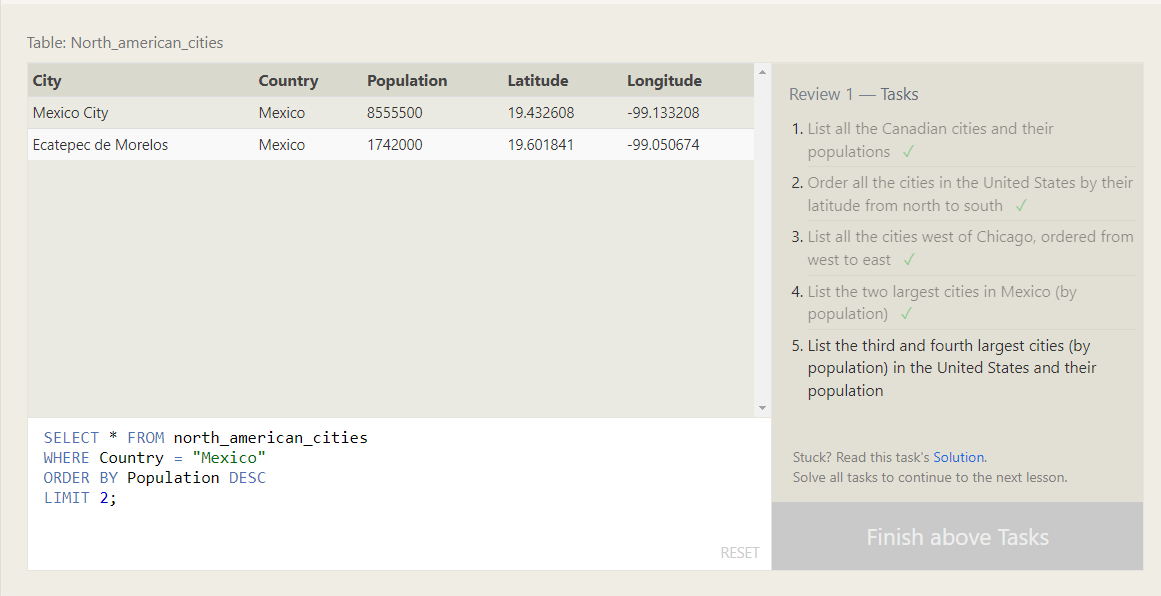 Table: North_american_cities
City Country Population Latitude Longitude
Mexico City Mexico 8555500 19.432608 -99.133208
Ecatepec de Morelos Mexico 1742000 19.601841 -99.050674
SELECT * FROM north_american_cities
WHERE Country = "Mexico"
ORDER BY Population DESC
LIMIT 2;
RESET
Review 1 — Tasks
1. List all the Canadian cities and their
populations ✓
2. Order all the cities in the United States by their
latitude from north to south ✓
3. List all the cities west of Chicago, ordered from
west to east ✓
4. List the two largest cities in Mexico (by
population) ✓
5. List the third and fourth largest cities (by
population) in the United States and their
population
Stuck? Read this task's Solution.
Solve all tasks to continue to the next lesson.
Finish above Tasks